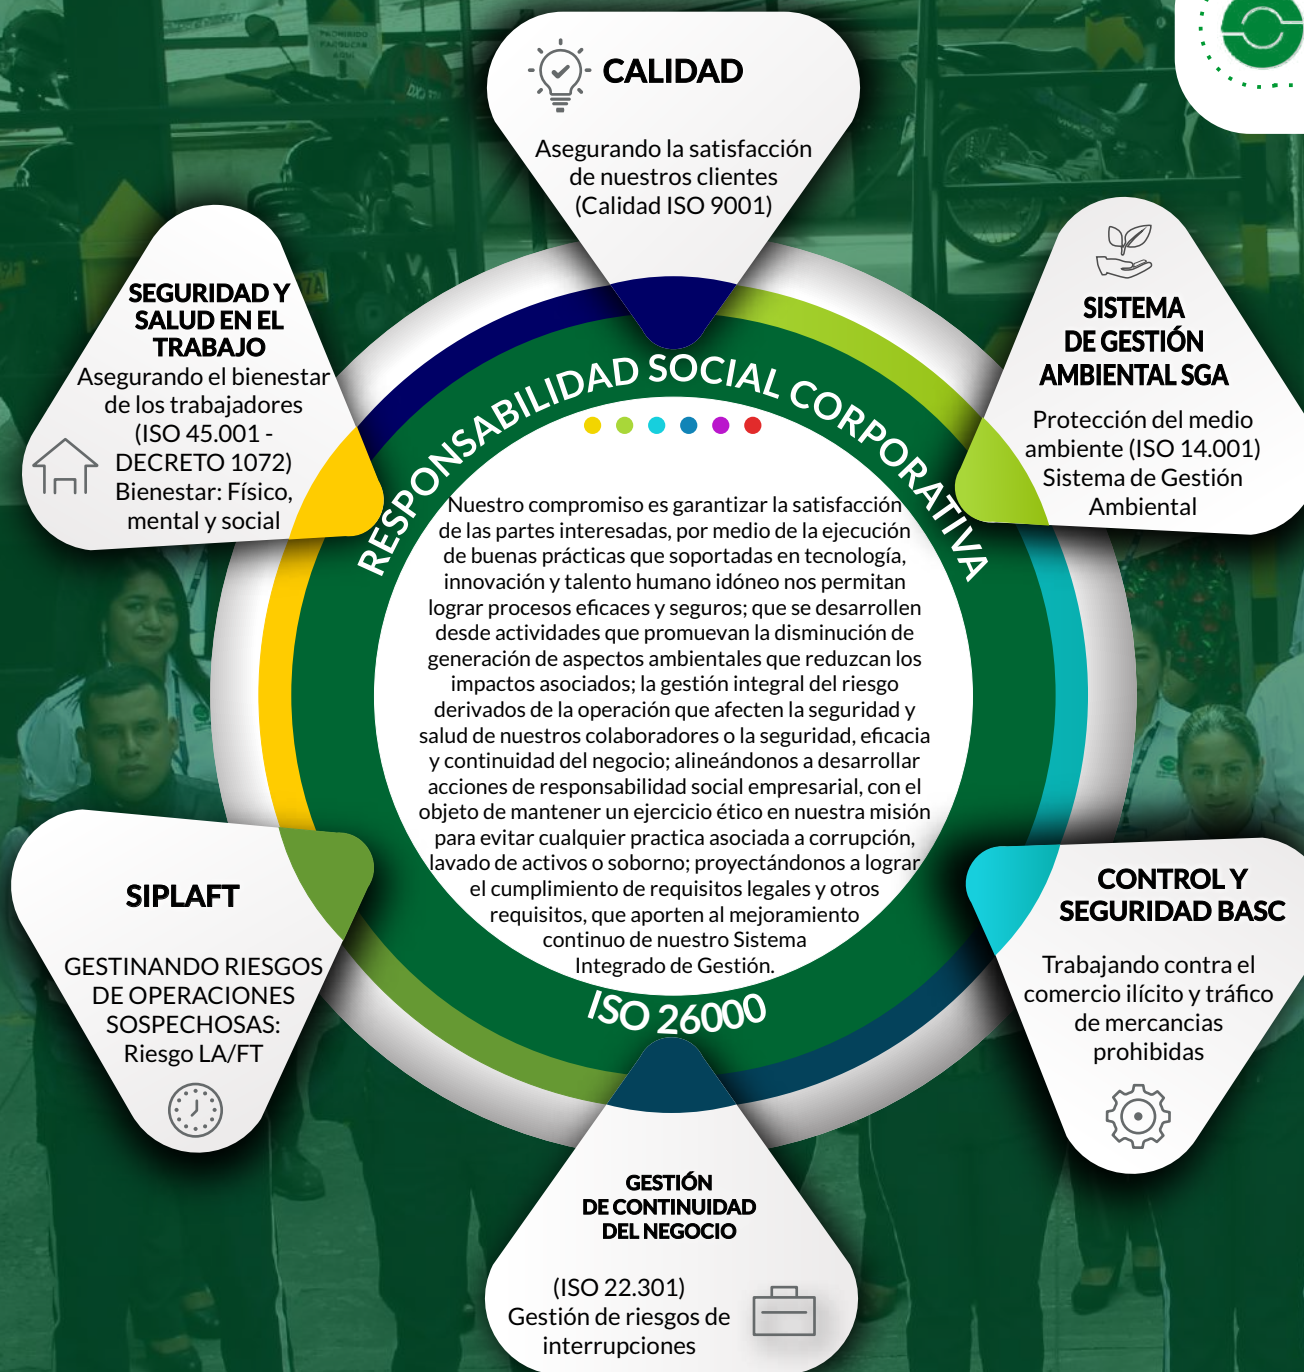 PROHIBIDO
CALIDAD
Asegurando la satisfacción
de nuestros clientes
(Calidad ISO 9001)
SEGURIDAD Y
SALUD EN EL
TRABAJO
Asegurando el bienestar
de los trabajadores
(ISO 45.001 -
DECRETO 1072)
Bienestar: Físico,
mental y social
SISTEMA
DE GESTIÓN
AMBIENTAL SGA
Protección del medio
ambiente (ISO 14.001)
Sistema de Gestión
Ambiental
RESPONSABILIDAD SOCIAL CORPORATIVA
Nuestro compromiso es garantizar la satisfacción
de las partes interesadas, por medio de la ejecución
de buenas prácticas que soportadas en tecnología,
innovación y talento humano idóneo nos permitan
lograr procesos eficaces y seguros; que se desarrollen
desde actividades que promuevan la disminución de
generación de aspectos ambientales que reduzcan los
impactos asociados; la gestión integral del riesgo
derivados de la operación que afecten la seguridad y
salud de nuestros colaboradores o la seguridad, eficacia
y continuidad del negocio; alineándonos a desarrollar
acciones de responsabilidad social empresarial, con el
objeto de mantener un ejercicio ético en nuestra misión
para evitar cualquier practica asociada a corrupción,
lavado de activos o soborno; proyectándonos a lograr
el cumplimiento de requisitos legales y otros
requisitos, que aporten al mejoramiento
continuo de nuestro Sistema
Integrado de Gestión.
ISO 26000
SIPLAFT
GESTINANDO RIESGOS
DE OPERACIONES
SOSPECHOSAS:
Riesgo LA/FT
CONTROL Y
SEGURIDAD BASC
Trabajando contra el
comercio ilícito y tráfico
de mercancias
prohibidas
GESTIÓN
DE CONTINUIDAD
DEL NEGOCIO
(ISO 22.301)
Gestión de riesgos de
interrupciones